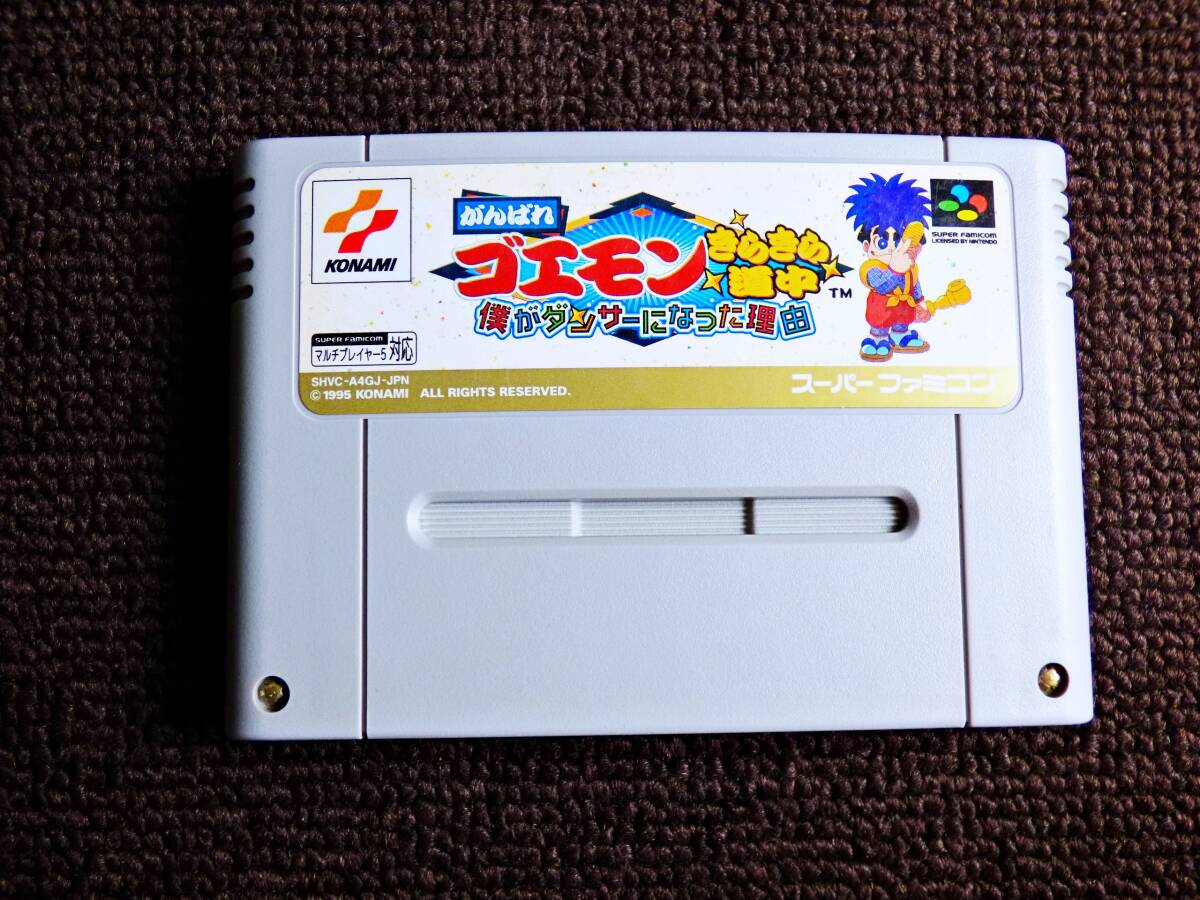 KONAMI
がんばれ
ゴエモン
きらきら
道中
TM
僕がダンサーになった理由
SUPER FAMICOM
LICENSED BY NINTENDO
SUPER FAMICOM
マルチプレイヤー5 対応
SHVC-A4GJ-JPN
© 1995 KONAMI ALL RIGHTS RESERVED.
スーパーファミコン